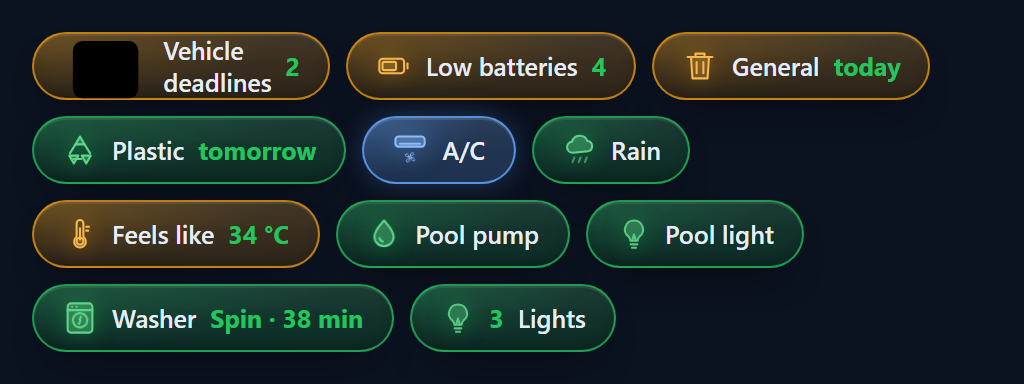 Vehicle
deadlines 2
Low batteries 4
General today
Plastic tomorrow
A/C
Rain
Feels like 34 °C
Pool pump
Pool light
Washer Spin · 38 min
3 Lights